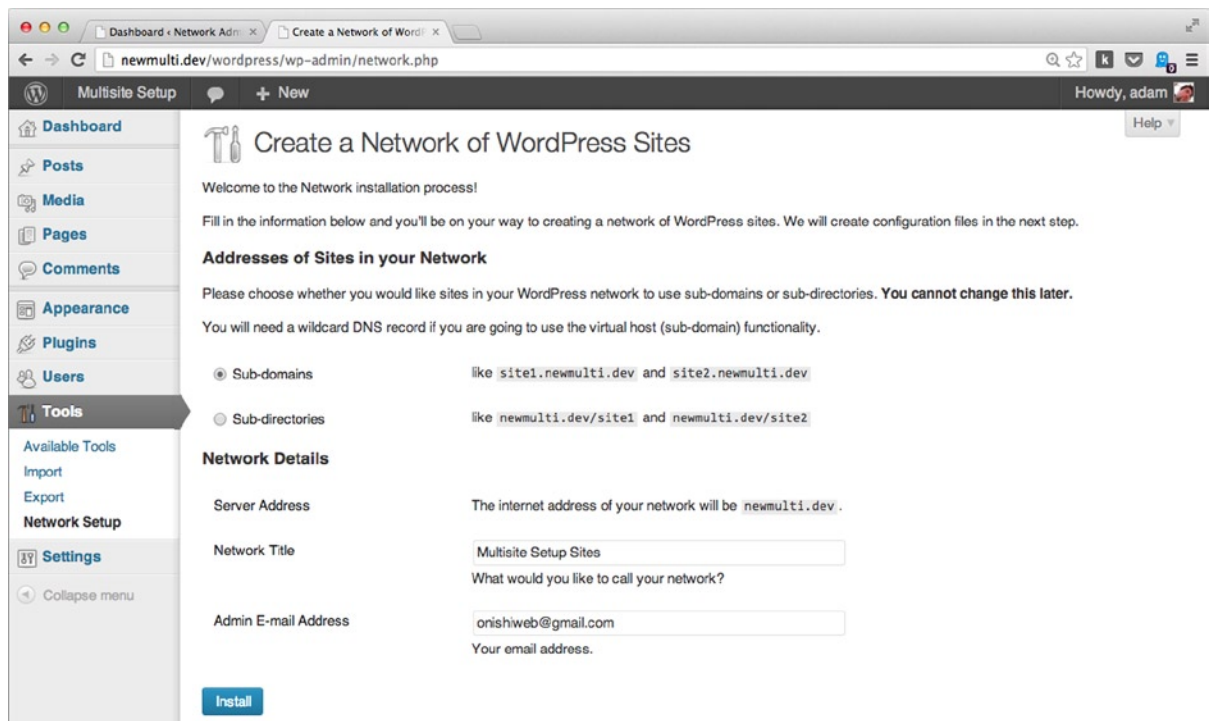 Dashboard ‹ Network Adm
Create a Network of Word
newmulti.dev/wordpress/wp-admin/network.php
Multisite Setup
+ New
Howdy, adam
Help
Dashboard
Posts
Media
Pages
Comments
Appearance
Plugins
Users
Tools
Available Tools
Import
Export
Network Setup
Settings
Collapse menu
Create a Network of WordPress Sites
Welcome to the Network installation process!
Fill in the information below and you'll be on your way to creating a network of WordPress sites. We will create configuration files in the next step.
Addresses of Sites in your Network
Please choose whether you would like sites in your WordPress network to use sub-domains or sub-directories. You cannot change this later.
You will need a wildcard DNS record if you are going to use the virtual host (sub-domain) functionality.
Sub-domains like site1.newmulti.dev and site2.newmulti.dev
Sub-directories like newmulti.dev/site1 and newmulti.dev/site2
Network Details
Server Address The internet address of your network will be newmulti.dev .
Network Title Multisite Setup Sites
What would you like to call your network?
Admin E-mail Address onishiweb@gmail.com
Your email address.
Install